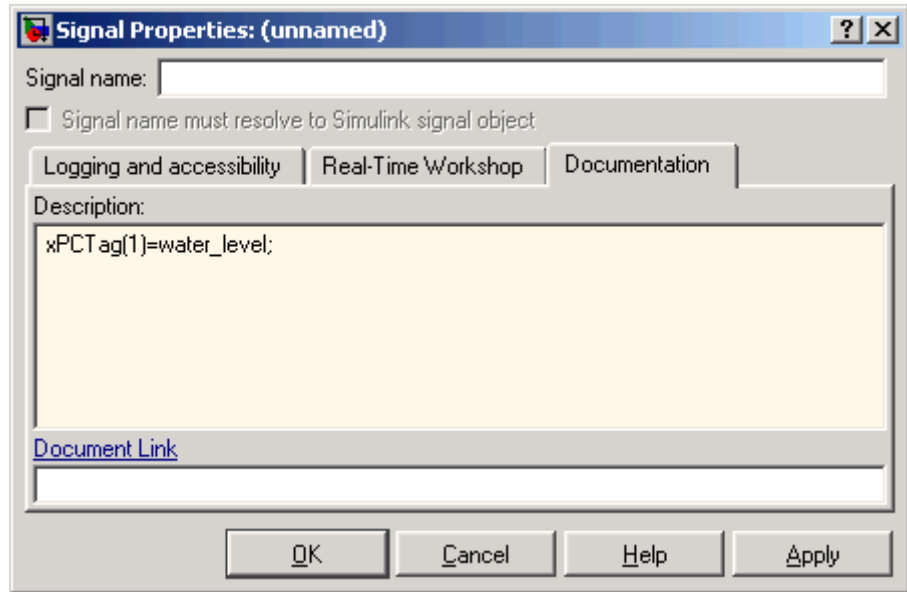 Signal Properties: (unnamed)
Signal name:
Signal name must resolve to Simulink signal object
Logging and accessibility Real-Time Workshop Documentation
Description:
xPCTag(1)=water_level;
Document Link
OK Cancel Help Apply